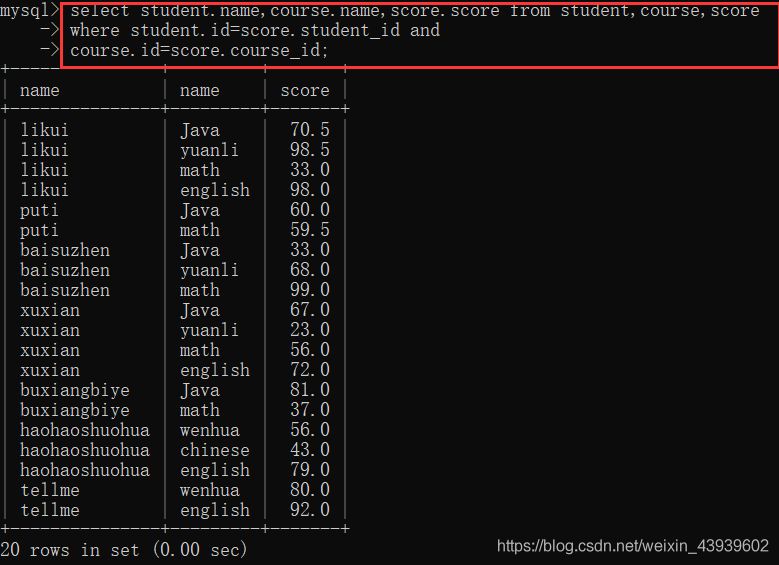 mysql> select student.name,course.name,score.score from student,course,score
    -> where student.id=score.student_id and
    -> course.id=score.course_id;
+---------------+---------+-------+
| name          | name    | score |
+---------------+---------+-------+
| likui         | Java    |  70.5 |
| likui         | yuanli  |  98.5 |
| likui         | math    |  33.0 |
| likui         | english |  98.0 |
| puti          | Java    |  60.0 |
| puti          | math    |  59.5 |
| baisuzhen     | Java    |  33.0 |
| baisuzhen     | yuanli  |  68.0 |
| baisuzhen     | math    |  99.0 |
| xuxian        | Java    |  67.0 |
| xuxian        | yuanli  |  23.0 |
| xuxian        | math    |  56.0 |
| xuxian        | english |  72.0 |
| buxiangbiye   | Java    |  81.0 |
| buxiangbiye   | math    |  37.0 |
| haohaoshuohua | wenhua  |  56.0 |
| haohaoshuohua | chinese |  43.0 |
| haohaoshuohua | english |  79.0 |
| tellme        | wenhua  |  80.0 |
| tellme        | english |  92.0 |
+---------------+---------+-------+
20 rows in set (0.00 sec)
https://blog.csdn.net/weixin_43939602